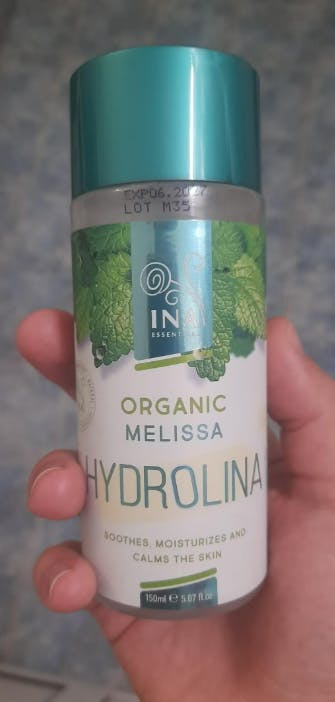 EXP06.2027
LOT M35
INA
ORGANIC
MELISSA
HYDROLINA
SOOTHES, MOISTURIZES AND
CALMS THE SKIN
150ml ℮ 5.07 fl.oz